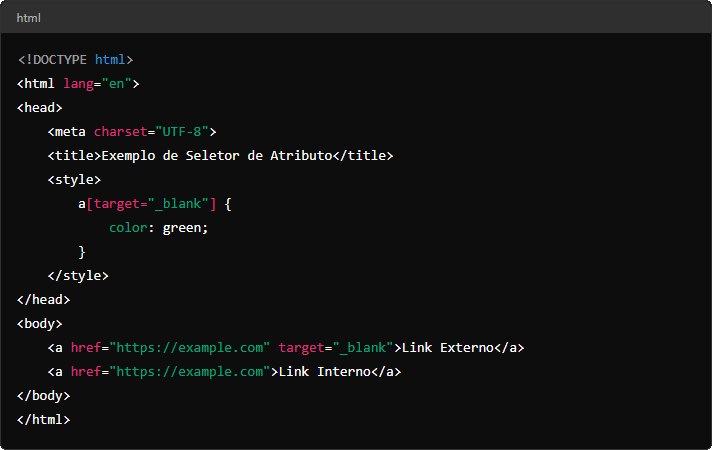 html
<!DOCTYPE html>
<html lang="en">
<head>
    <meta charset="UTF-8">
    <title>Exemplo de Seletor de Atributo</title>
    <style>
        a[target="_blank"] {
            color: green;
        }
    </style>
</head>
<body>
    <a href="https://example.com" target="_blank">Link Externo</a>
    <a href="https://example.com">Link Interno</a>
</body>
</html>